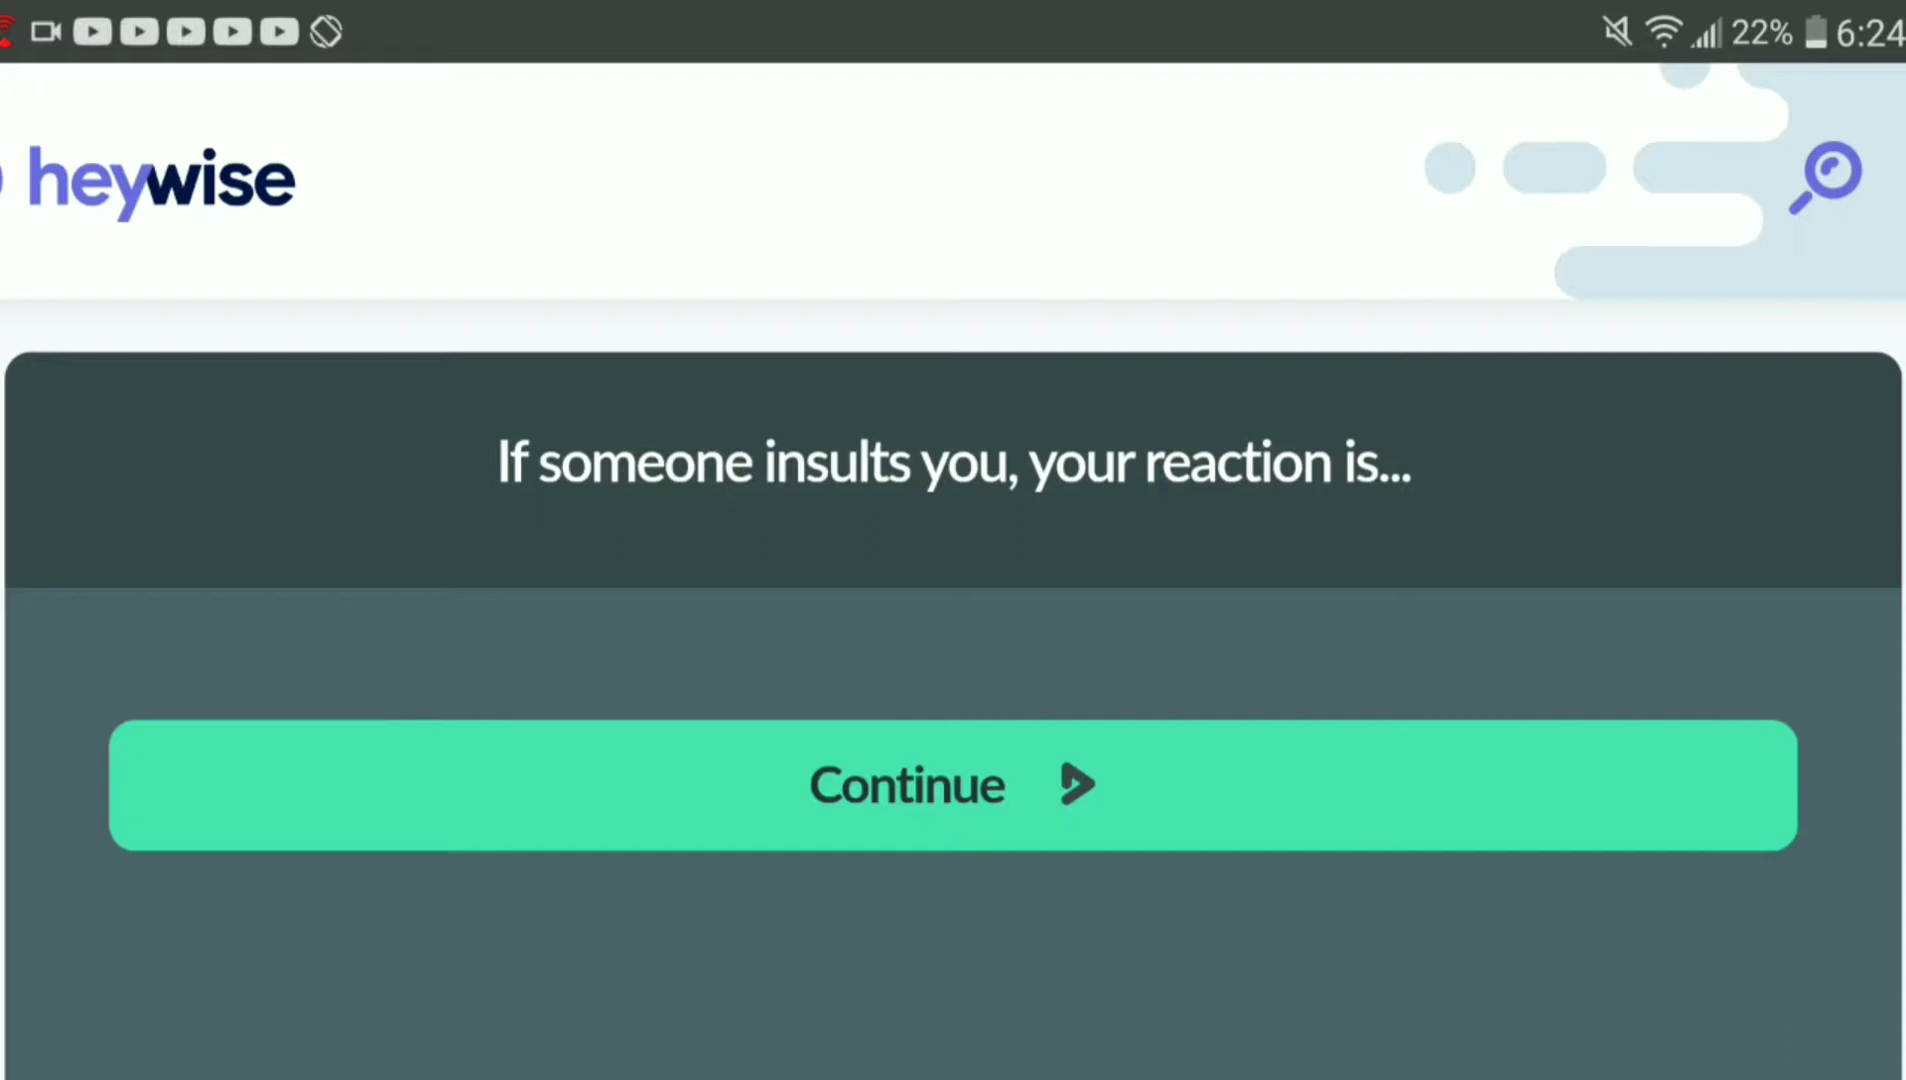 22% 6:24
heywise
If someone insults you, your reaction is...
Continue